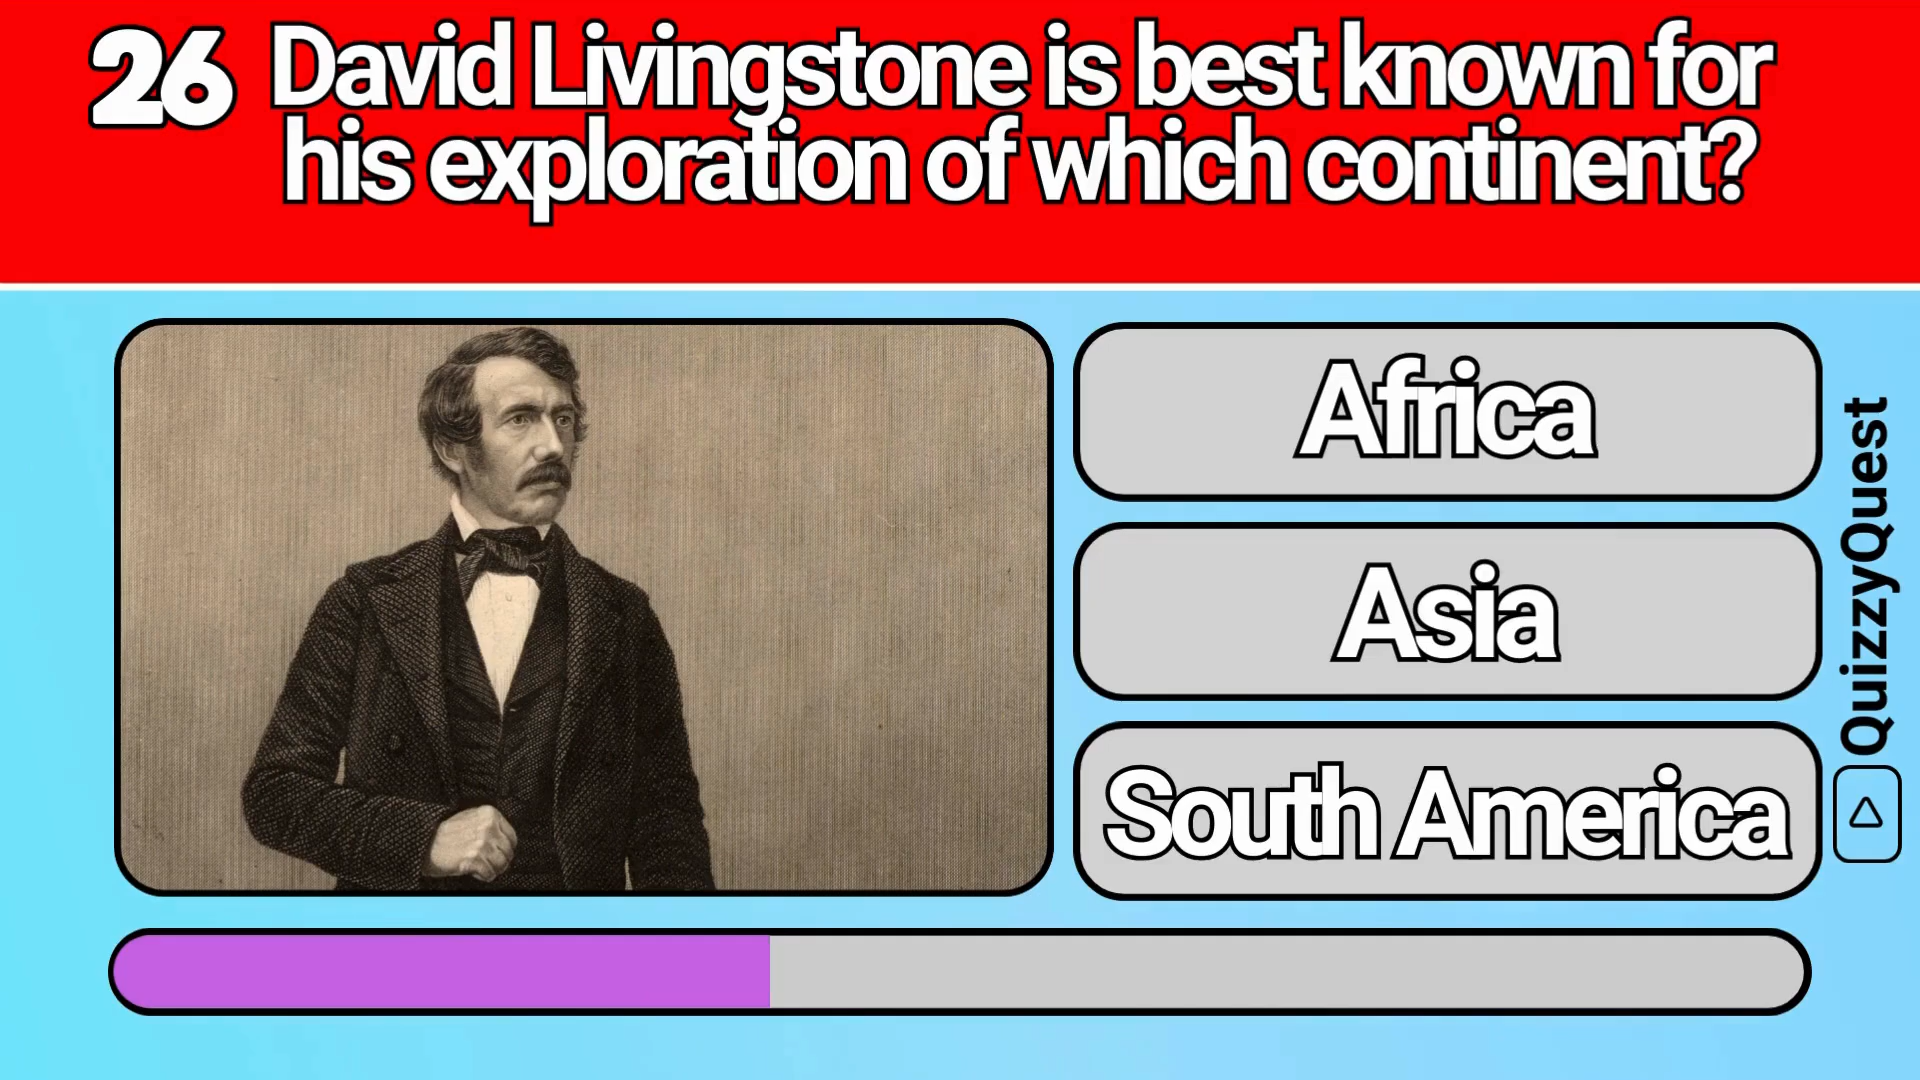 26 David Livingstone is best known for
his exploration of which continent?
Africa
Asia
South America
QuizzyQuest